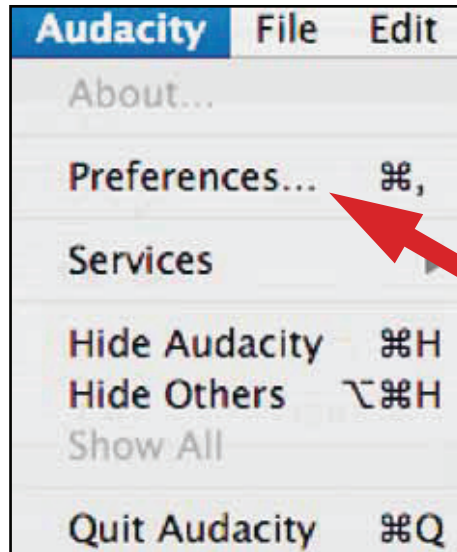 Audacity File Edit
About...
Preferences... ⌘,
Services
Hide Audacity ⌘H
Hide Others ⌥⌘H
Show All
Quit Audacity ⌘Q